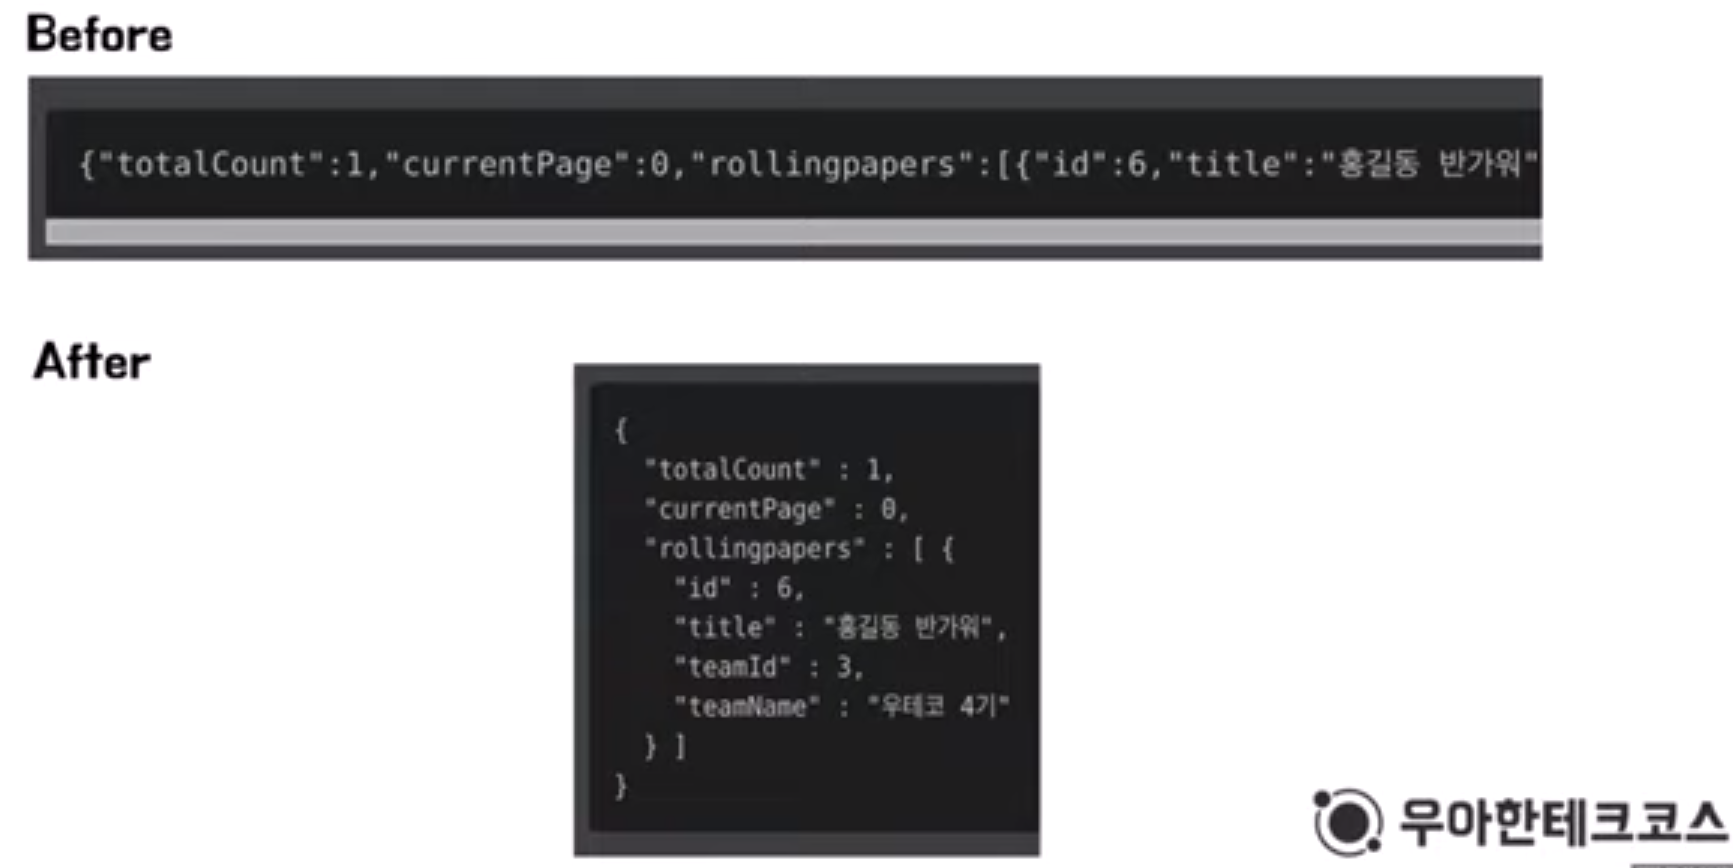 Before
{"totalCount":1,"currentPage":0,"rollingpapers":[{"id":6,"title":"홍길동 반가워"
After
{
"totalCount" : 1,
"currentPage" : 0,
"rollingpapers" : [ {
"id" : 6,
"title" : "홍길동 반가워",
"teamId" : 3,
"teamName" : "우테코 4기"
} ]
}
우아한테크코스